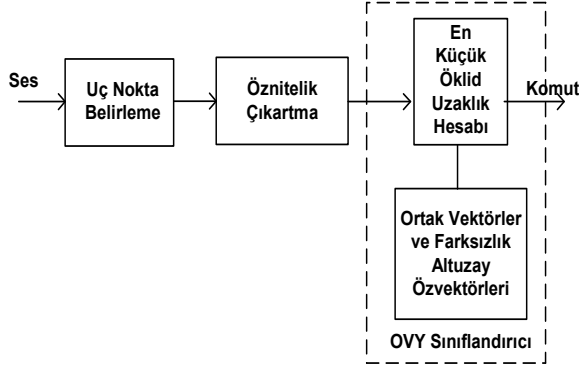 Ses
Uç Nokta
Belirleme
Öznitelik
Çıkartma
En
Küçük
Öklid
Uzaklık
Hesabı
Komut
Ortak Vektörler
ve Farksızlık
Altuzay
Özvektörleri
OVY Sınıflandırıcı